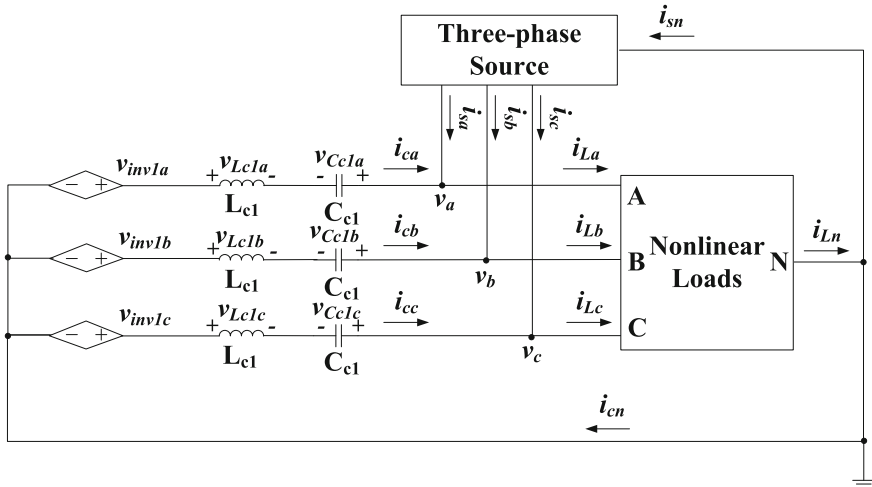 i_sn
Three-phase
Source
i_sa
i_sb
i_sc
v_inv1a
+ v_Lc1a -
- v_Cc1a +
i_ca
i_La
- +
L_c1
C_c1
v_a
A
v_inv1b
+ v_Lc1b -
- v_Cc1b +
i_cb
i_Lb
- +
L_c1
C_c1
v_b
B
Nonlinear
Loads
N
i_Ln
v_inv1c
+ v_Lc1c -
- v_Cc1c +
i_cc
i_Lc
- +
L_c1
C_c1
v_c
C
i_cn